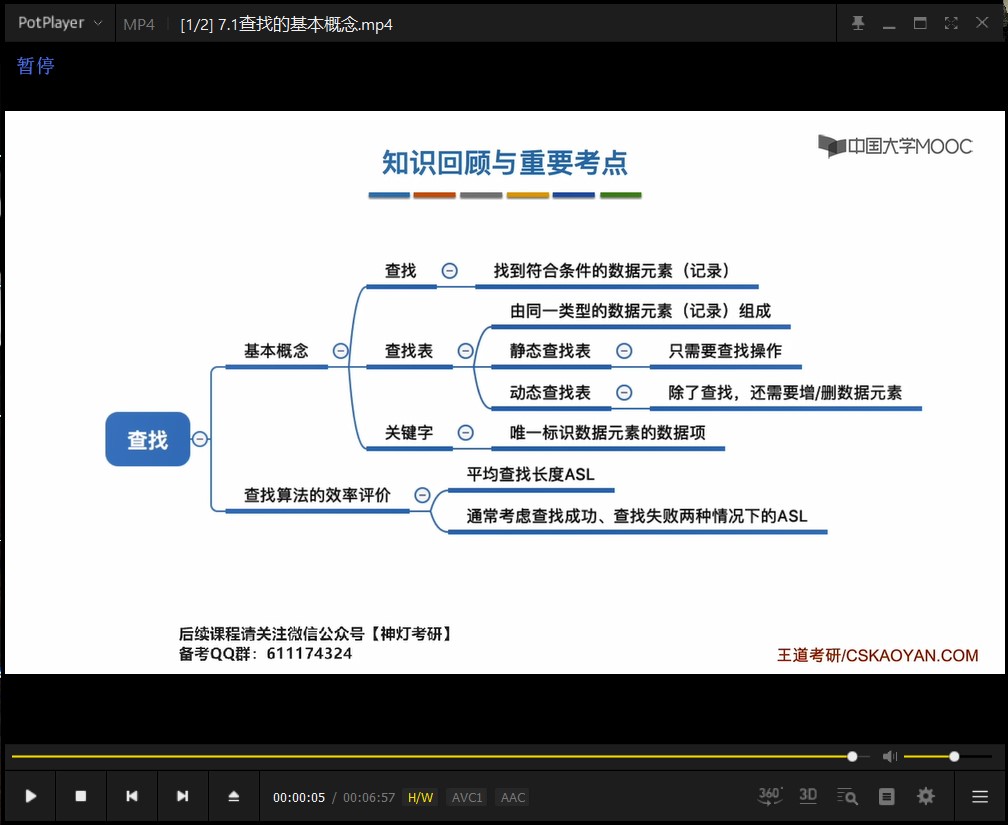 PotPlayer
MP4
[1/2] 7.1查找的基本概念.mp4
暂停
知识回顾与重要考点
中国大学MOOC
查找
找到符合条件的数据元素（记录）
由同一类型的数据元素（记录）组成
基本概念
查找表
静态查找表
只需要查找操作
动态查找表
除了查找，还需要增/删数据元素
查找
关键字
唯一标识数据元素的数据项
平均查找长度ASL
查找算法的效率评价
通常考虑查找成功、查找失败两种情况下的ASL
后续课程请关注微信公众号【神灯考研】
备考QQ群：611174324
王道考研/CSKAOYAN.COM
00:00:05 / 00:06:57 H/W AVC1 AAC
360°
3D